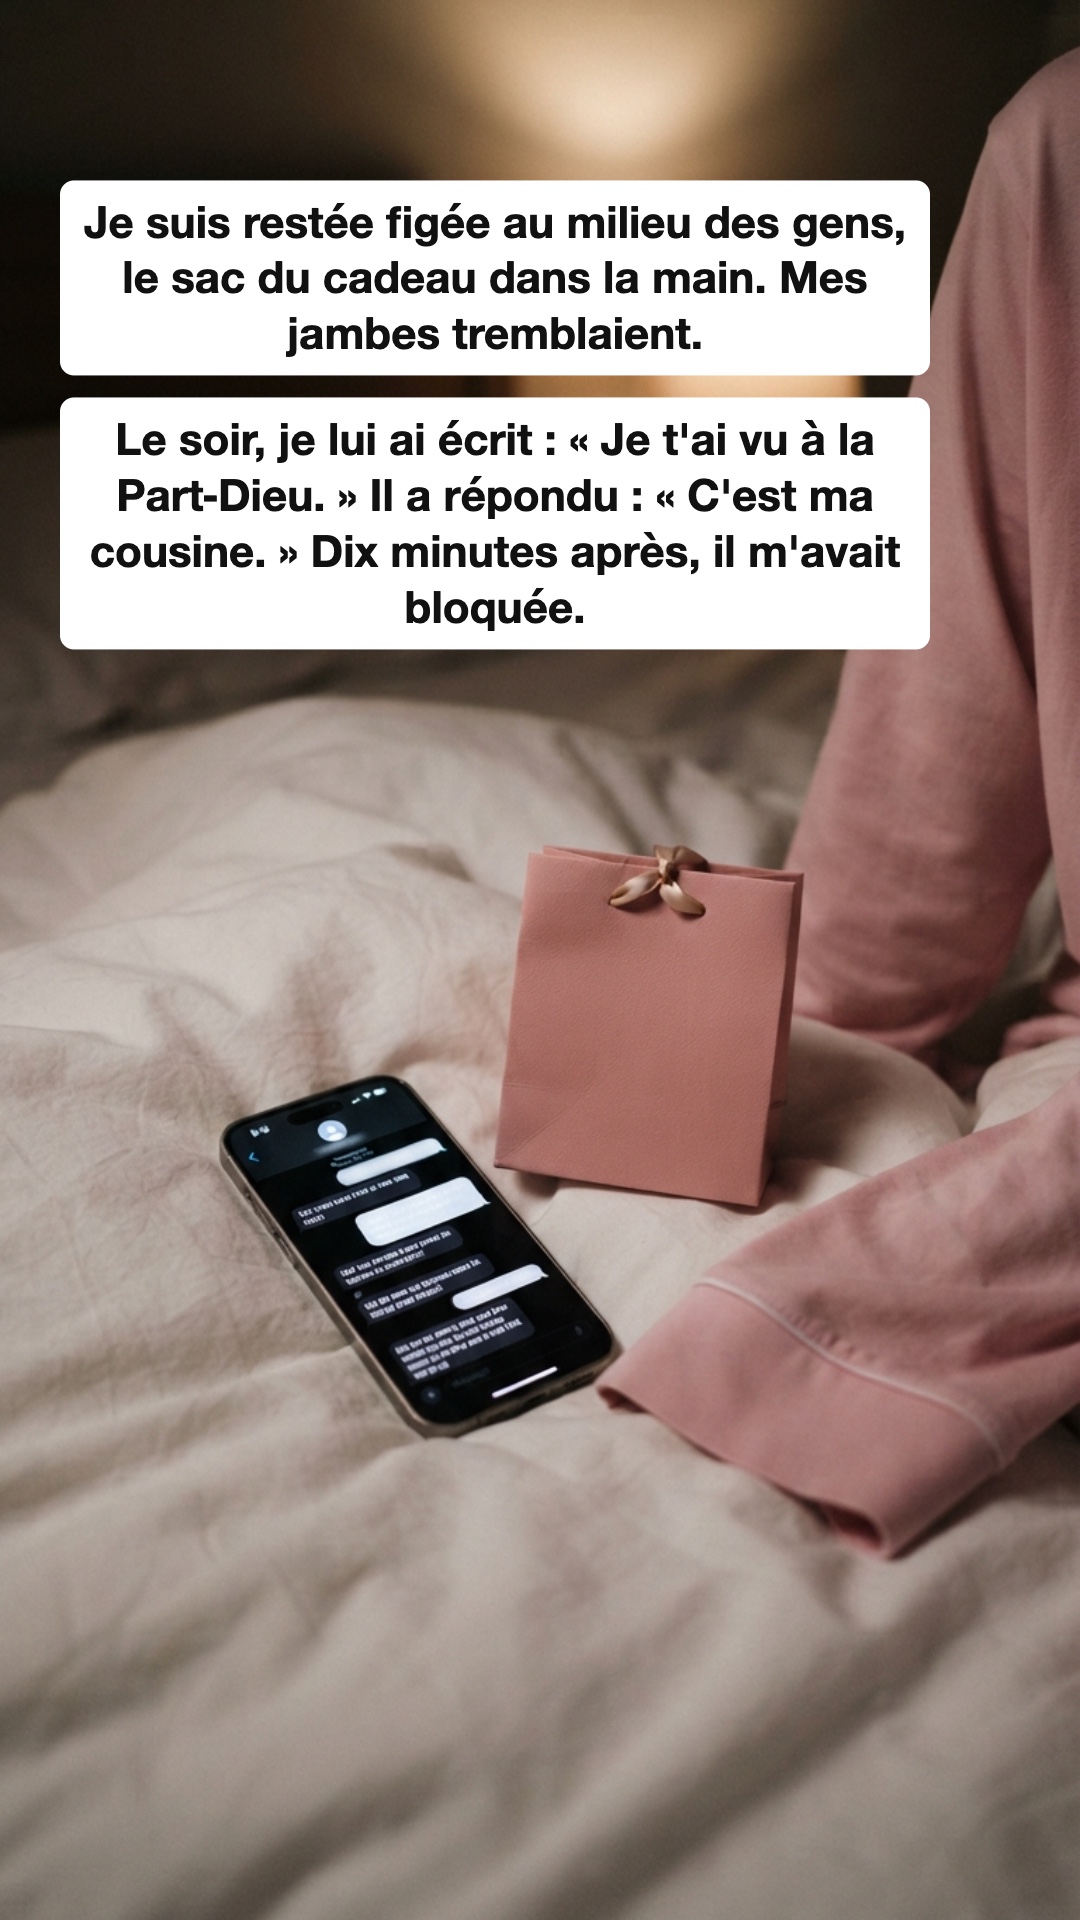 Je suis restée figée au milieu des gens,
le sac du cadeau dans la main. Mes
jambes tremblaient.
Le soir, je lui ai écrit : « Je t'ai vu à la
Part-Dieu. » Il a répondu : « C'est ma
cousine. » Dix minutes après, il m'avait
bloquée.